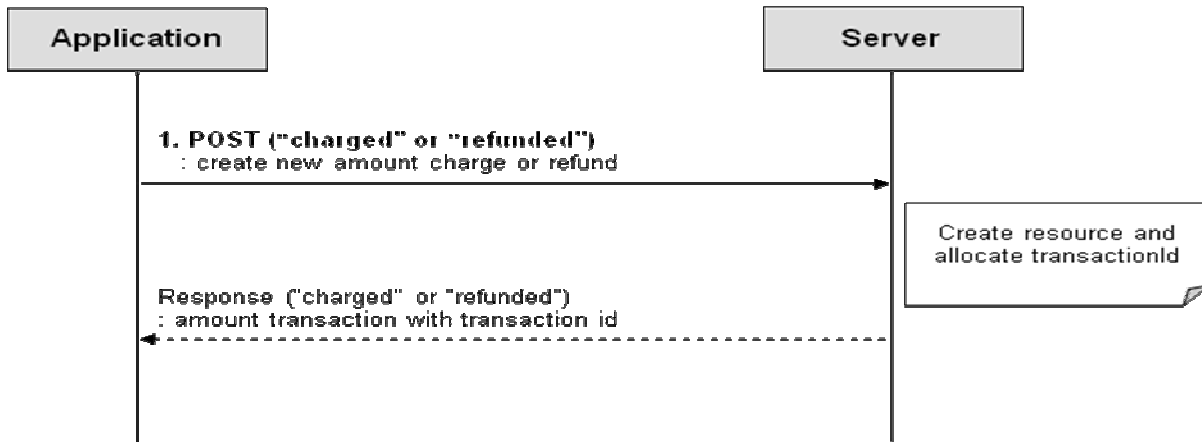 Application
Server
1. POST (“charged” or “refunded”)
: create new amount charge or refund
Create resource and
allocate transactionId
Response ("charged" or "refunded")
: amount transaction with transaction id